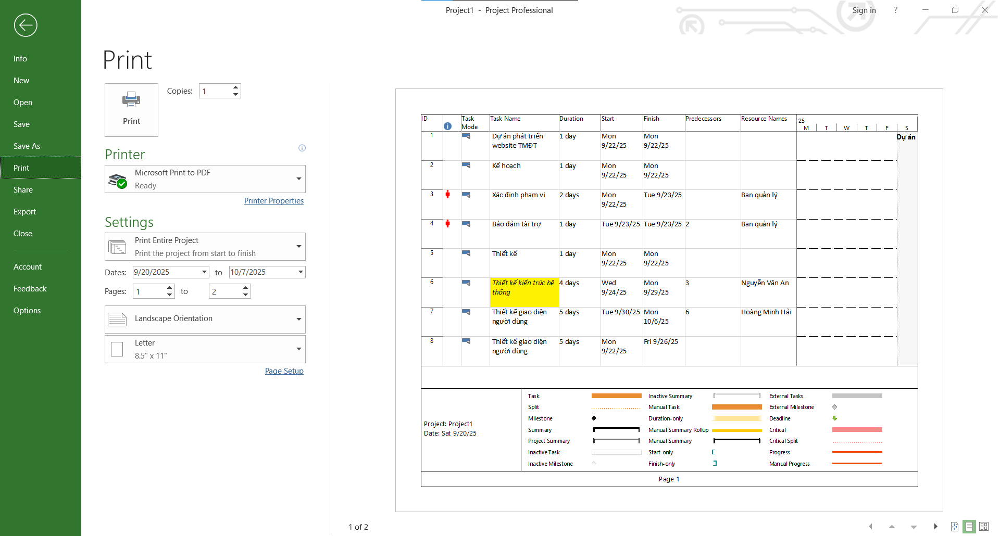 Project1 - Project Professional
Sign in
?
Info
New
Open
Save
Save As
Print
Share
Export
Close
Account
Feedback
Options
Print
Print
Copies: 1
Printer
Microsoft Print to PDF
Ready
Printer Properties
Settings
Print Entire Project
Print the project from start to finish
Dates: 9/20/2025 to 10/7/2025
Pages: 1 to 2
Landscape Orientation
Letter
8.5" x 11"
Page Setup
ID Task Mode Task Name Duration Start Finish Predecessors Resource Names '25
M T W T F S
1 Dự án phát triển website TMĐT 1 day Mon 9/22/25 Mon 9/22/25 Dự án
2 Kế hoạch 1 day Mon 9/22/25 Mon 9/22/25
3 Xác định phạm vi 2 days Mon 9/22/25 Tue 9/23/25 Ban quản lý
4 Bảo đảm tài trợ 1 day Tue 9/23/25 Tue 9/23/25 2 Ban quản lý
5 Thiết kế 1 day Mon 9/22/25 Mon 9/22/25
6 Thiết kế kiến trúc hệ thống 4 days Wed 9/24/25 Mon 9/29/25 3 Nguyễn Văn An
7 Thiết kế giao diện người dùng 5 days Tue 9/30/25 Mon 10/6/25 6 Hoàng Minh Hải
8 Thiết kế giao diện người dùng 5 days Mon 9/22/25 Fri 9/26/25
Project: Project1
Date: Sat 9/20/25
Task
Split
Milestone
Summary
Project Summary
Inactive Task
Inactive Milestone
Inactive Summary
Manual Task
Duration-only
Manual Summary Rollup
Manual Summary
Start-only
Finish-only
External Tasks
External Milestone
Deadline
Critical
Critical Split
Progress
Manual Progress
Page 1
1 of 2